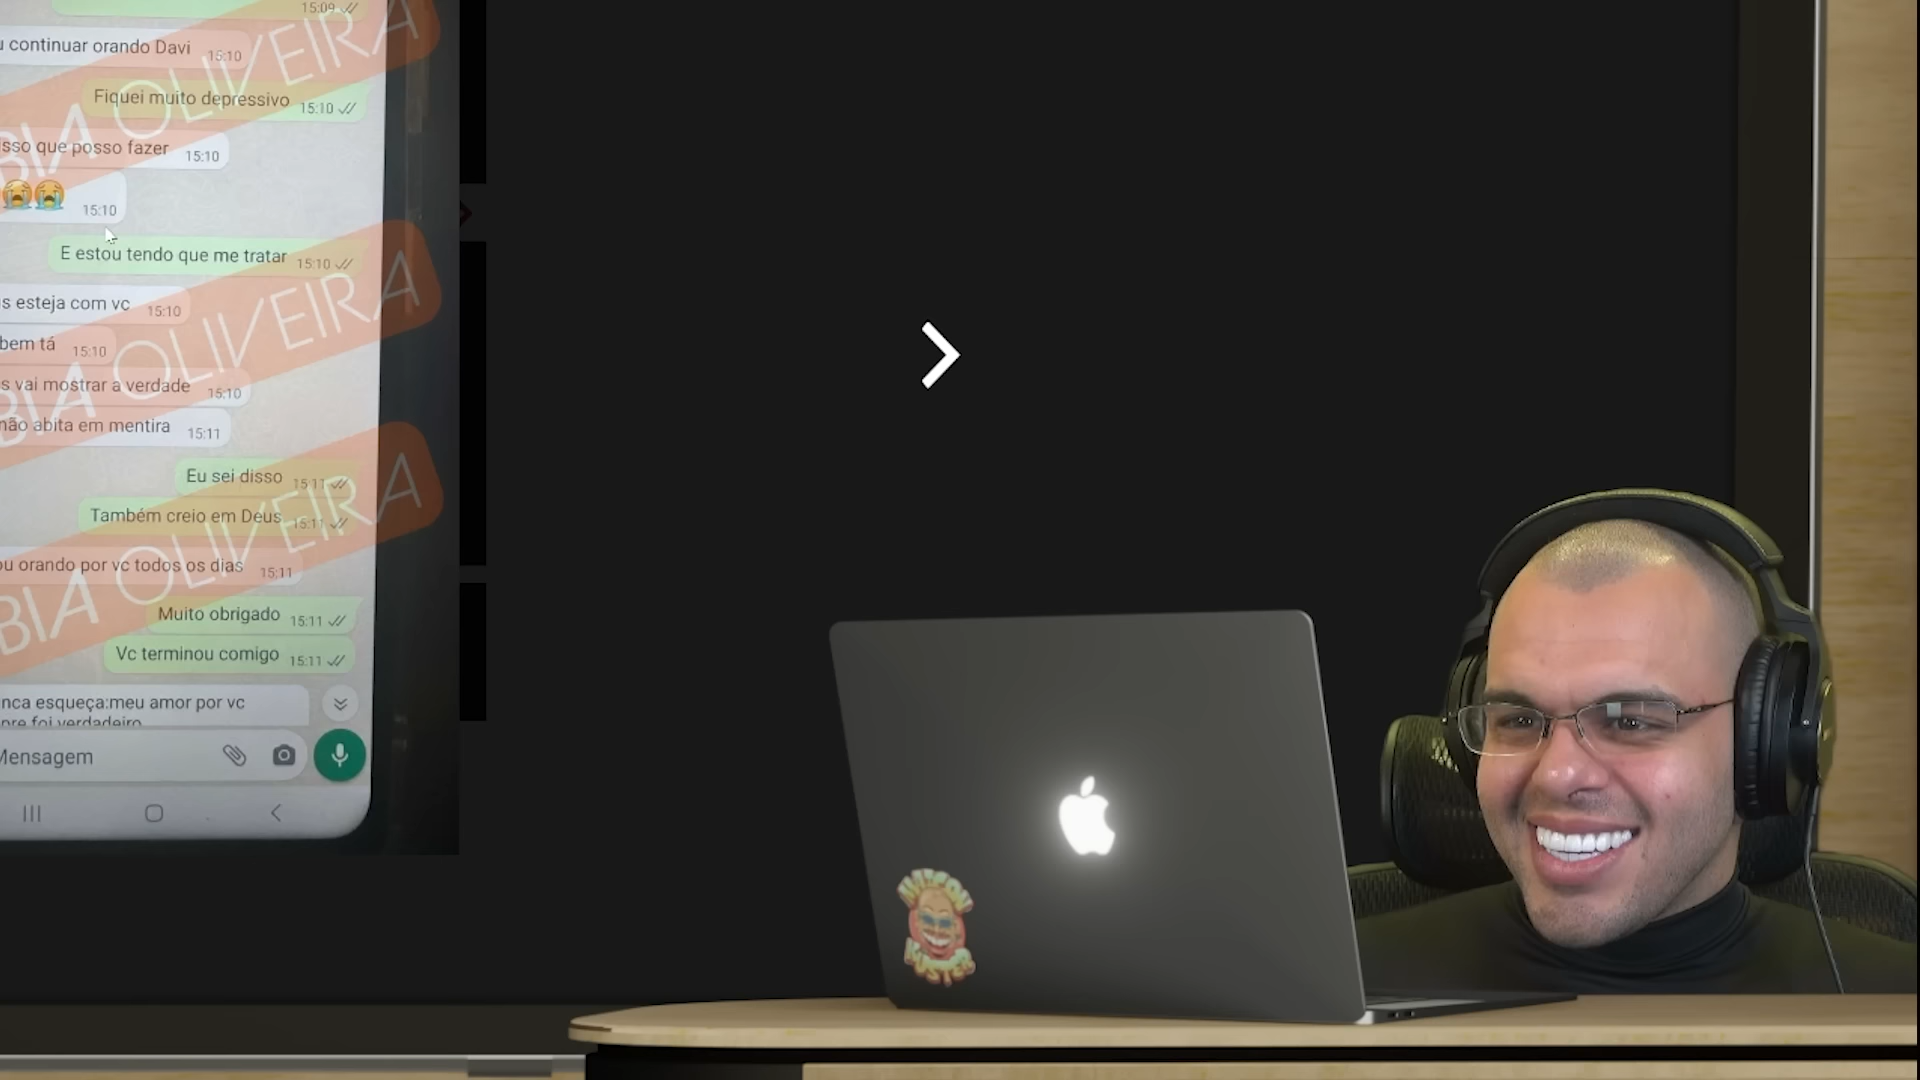 15:09
u continuar orando Davi 15:10
Fiquei muito depressivo 15:10
sso que posso fazer 15:10
15:10
E estou tendo que me tratar 15:10
s esteja com vc 15:10
bem tá 15:10
s vai mostrar a verdade 15:10
não abita em mentira 15:11
Eu sei disso 15:11
Também creio em Deus 15:11
ou orando por vc todos os dias 15:11
Muito obrigado 15:11
Vc terminou comigo 15:11
nca esqueça:meu amor por vc
pre foi verdadeiro
Mensagem
BIA OLIVEIRA
BIA OLIVEIRA
BIA OLIVEIRA